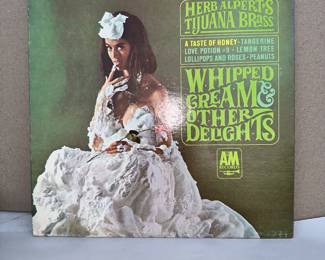 HERB ALPERT'S
TIJUANA BRASS
A TASTE OF HONEY • TANGERINE
LOVE POTION #9 • LEMON TREE
LOLLIPOPS AND ROSES • PEANUTS
WHIPPED
CREAM &
OTHER
DELIGHTS
A&M
RECORDS